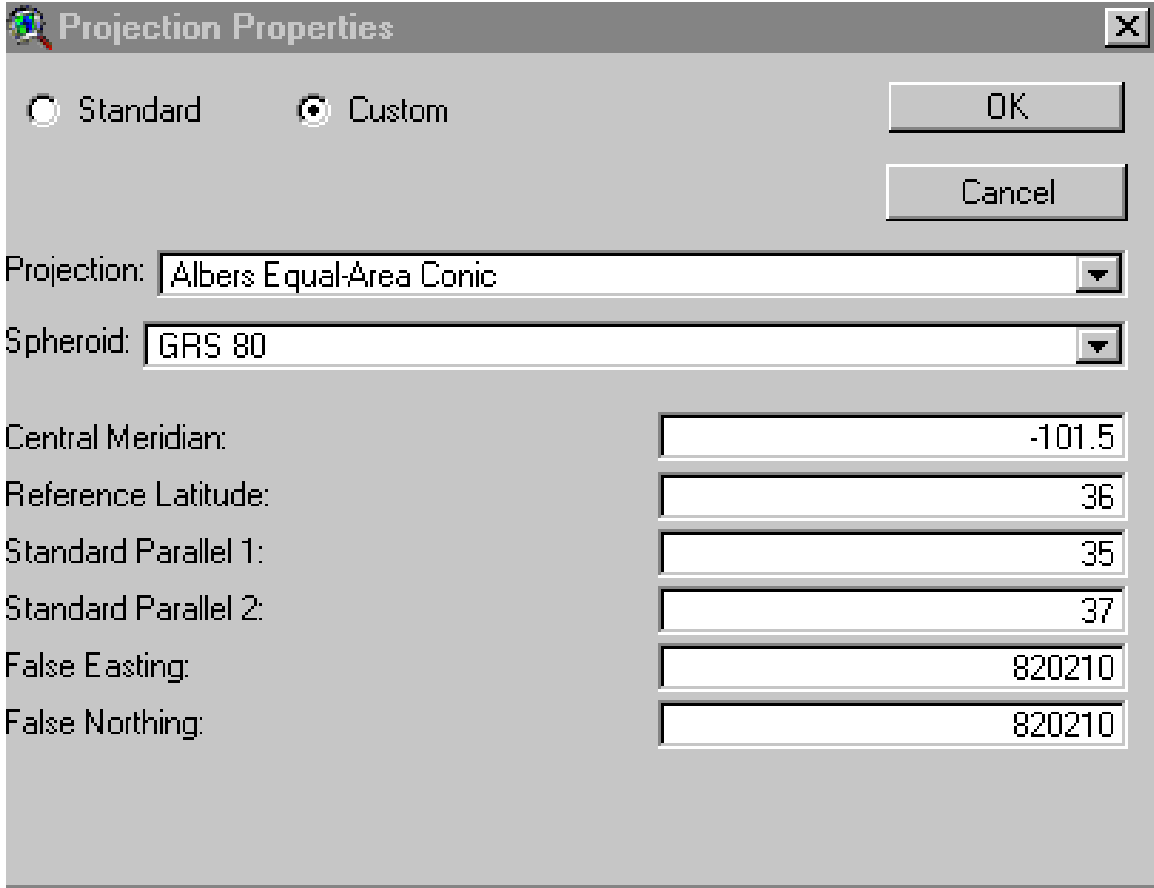 Projection Properties
Standard Custom OK
Cancel
Projection: Albers Equal-Area Conic
Spheroid: GRS 80
Central Meridian: -101.5
Reference Latitude: 36
Standard Parallel 1: 35
Standard Parallel 2: 37
False Easting: 820210
False Northing: 820210